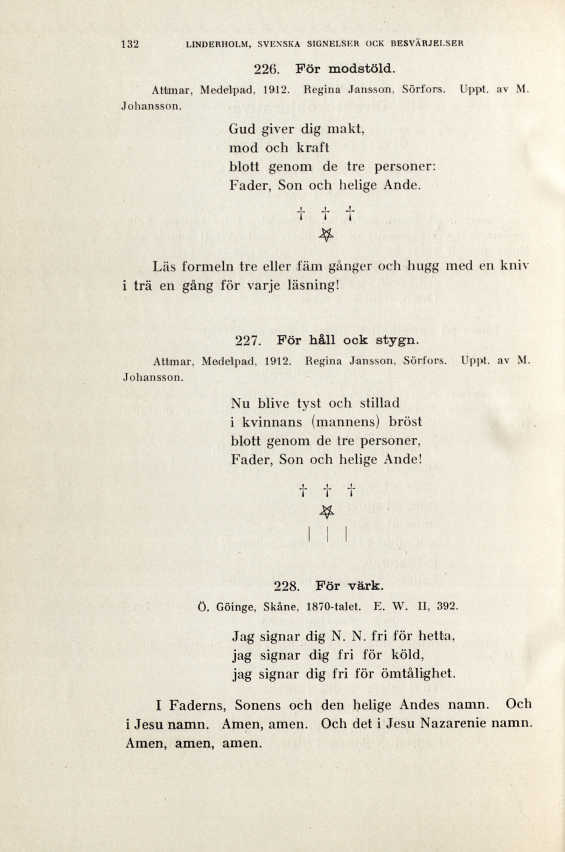 132 LINDERHOLM, SVENSKA SIGNELSER OCK BESVÄRJELSER
226. För modstöld.
Attmar, Medelpad, 1912. Regina Jansson, Sörfors. Uppt. av M.
Johansson.
Gud giver dig makt,
mod och kraft
blott genom de tre personer:
Fader, Son och helige Ande.
† † †
⛧
Läs formeln tre eller fäm gånger och hugg med en kniv
i trä en gång för varje läsning!
227. För håll ock stygn.
Attmar, Medelpad, 1912. Regina Jansson, Sörfors. Uppt. av M.
Johansson.
Nu blive tyst och stillad
i kvinnans (mannens) bröst
blott genom de tre personer,
Fader, Son och helige Ande!
† † †
⛧
| | |
228. För värk.
Ö. Göinge, Skåne, 1870-talet. E. W. II, 392.
Jag signar dig N. N. fri för hetta,
jag signar dig fri för köld,
jag signar dig fri för ömtålighet.
I Faderns, Sonens och den helige Andes namn. Och
i Jesu namn. Amen, amen. Och det i Jesu Nazarenie namn.
Amen, amen, amen.